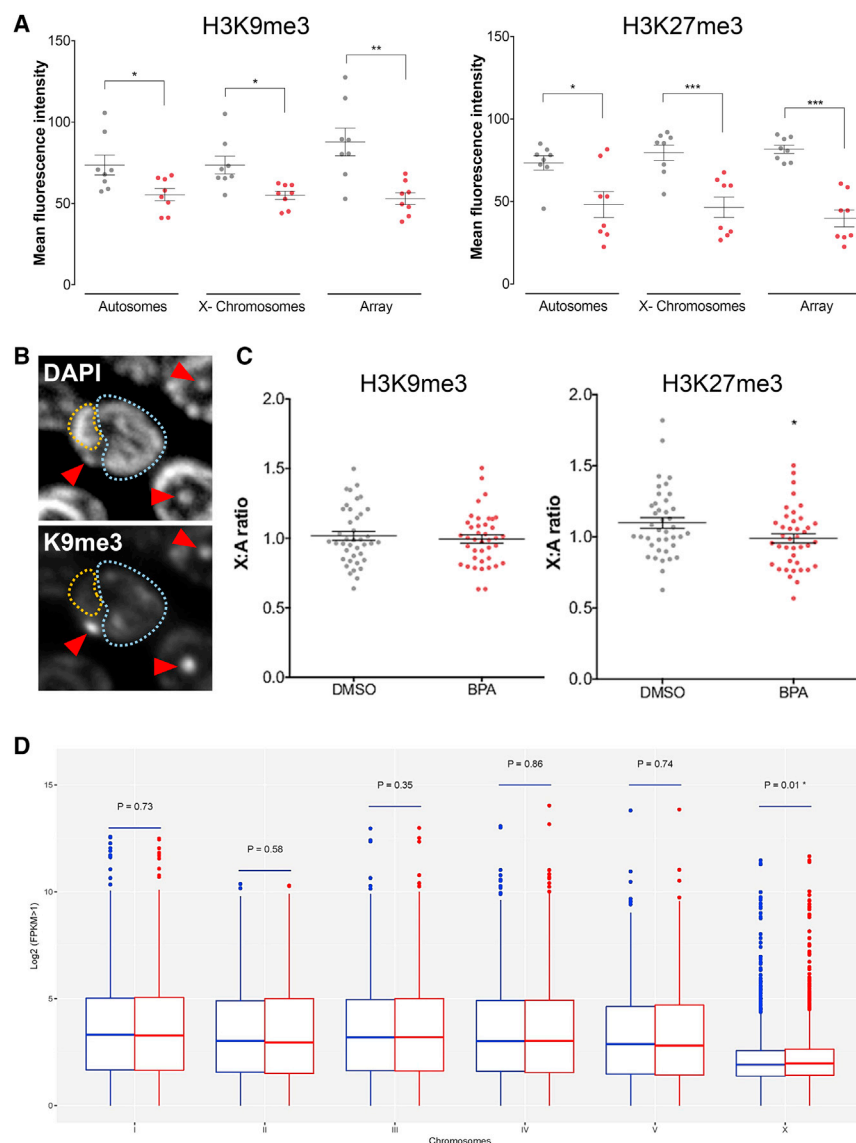 A
H3K9me3
H3K27me3
Mean fluorescence intensity
150
100
50
0
*
*
**
Autosomes
X- Chromosomes
Array
Mean fluorescence intensity
150
100
50
0
*
***
***
Autosomes
X- Chromosomes
Array
B
DAPI
K9me3
C
H3K9me3
H3K27me3
X:A ratio
2.0
1.5
1.0
0.5
0.0
DMSO
BPA
X:A ratio
2.0
1.5
1.0
0.5
0.0
*
DMSO
BPA
D
Log2 (FPKM>1)
15
10
5
0
P = 0.73
P = 0.58
P = 0.35
P = 0.86
P = 0.74
P = 0.01 *
I
II
III
IV
V
X
Chromosomes